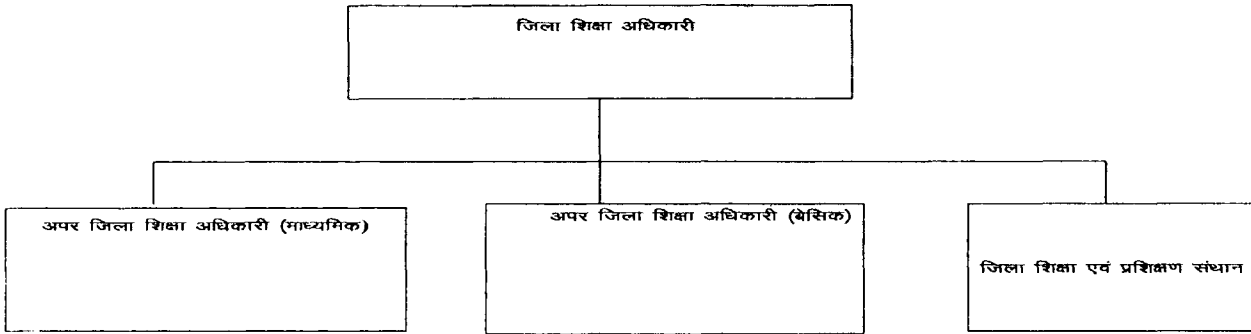 जिला शिक्षा अधिकारी
अपर जिला शिक्षा अधिकारी (माध्यमिक)
अपर जिला शिक्षा अधिकारी (बेसिक)
जिला शिक्षा एवं प्रशिक्षण संधान